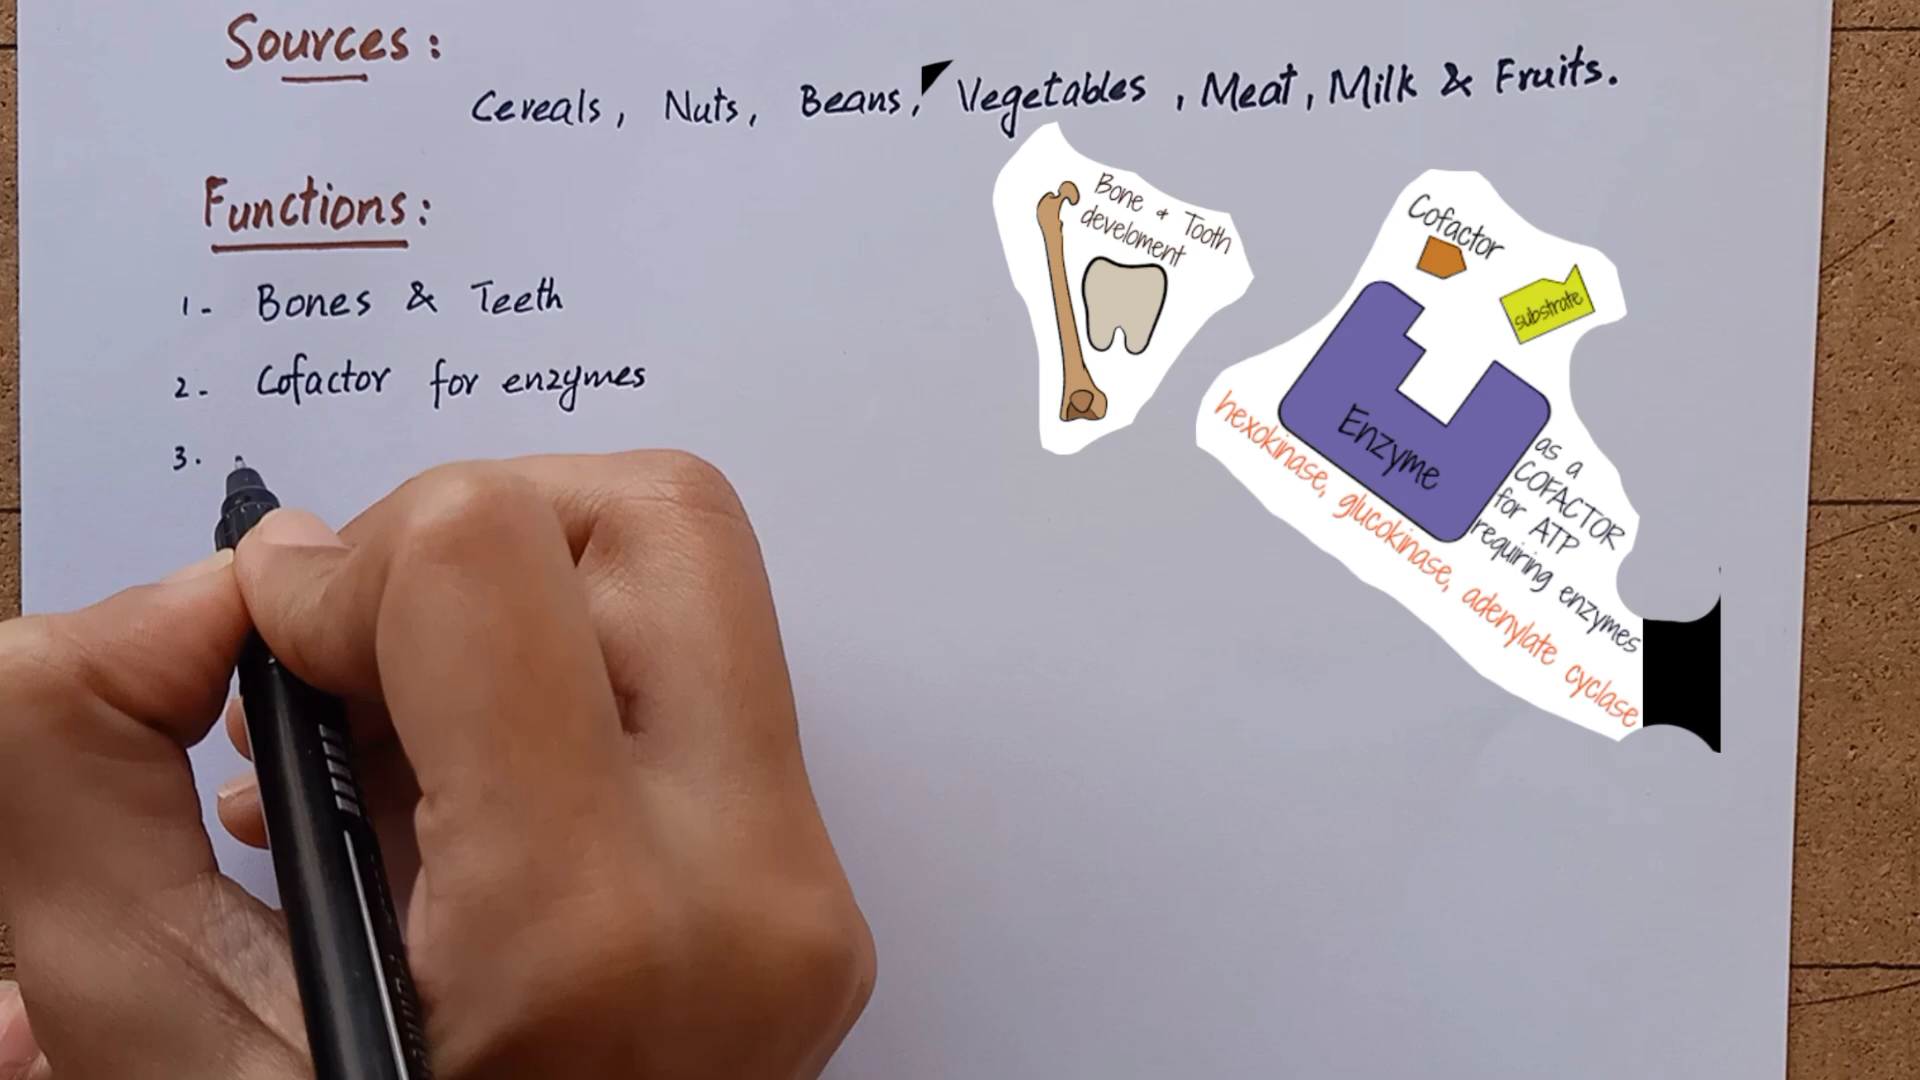 Sources:
Cereals, Nuts, Beans, Vegetables, Meat, Milk & Fruits.
Functions:
1- Bones & Teeth
2- Cofactor for enzymes
3.
Bone & Tooth
develoment
Cofactor
substrate
Enzyme
as a
COFACTOR
for ATP
requiring enzymes
hexokinase, glucokinase, adenylate cyclase